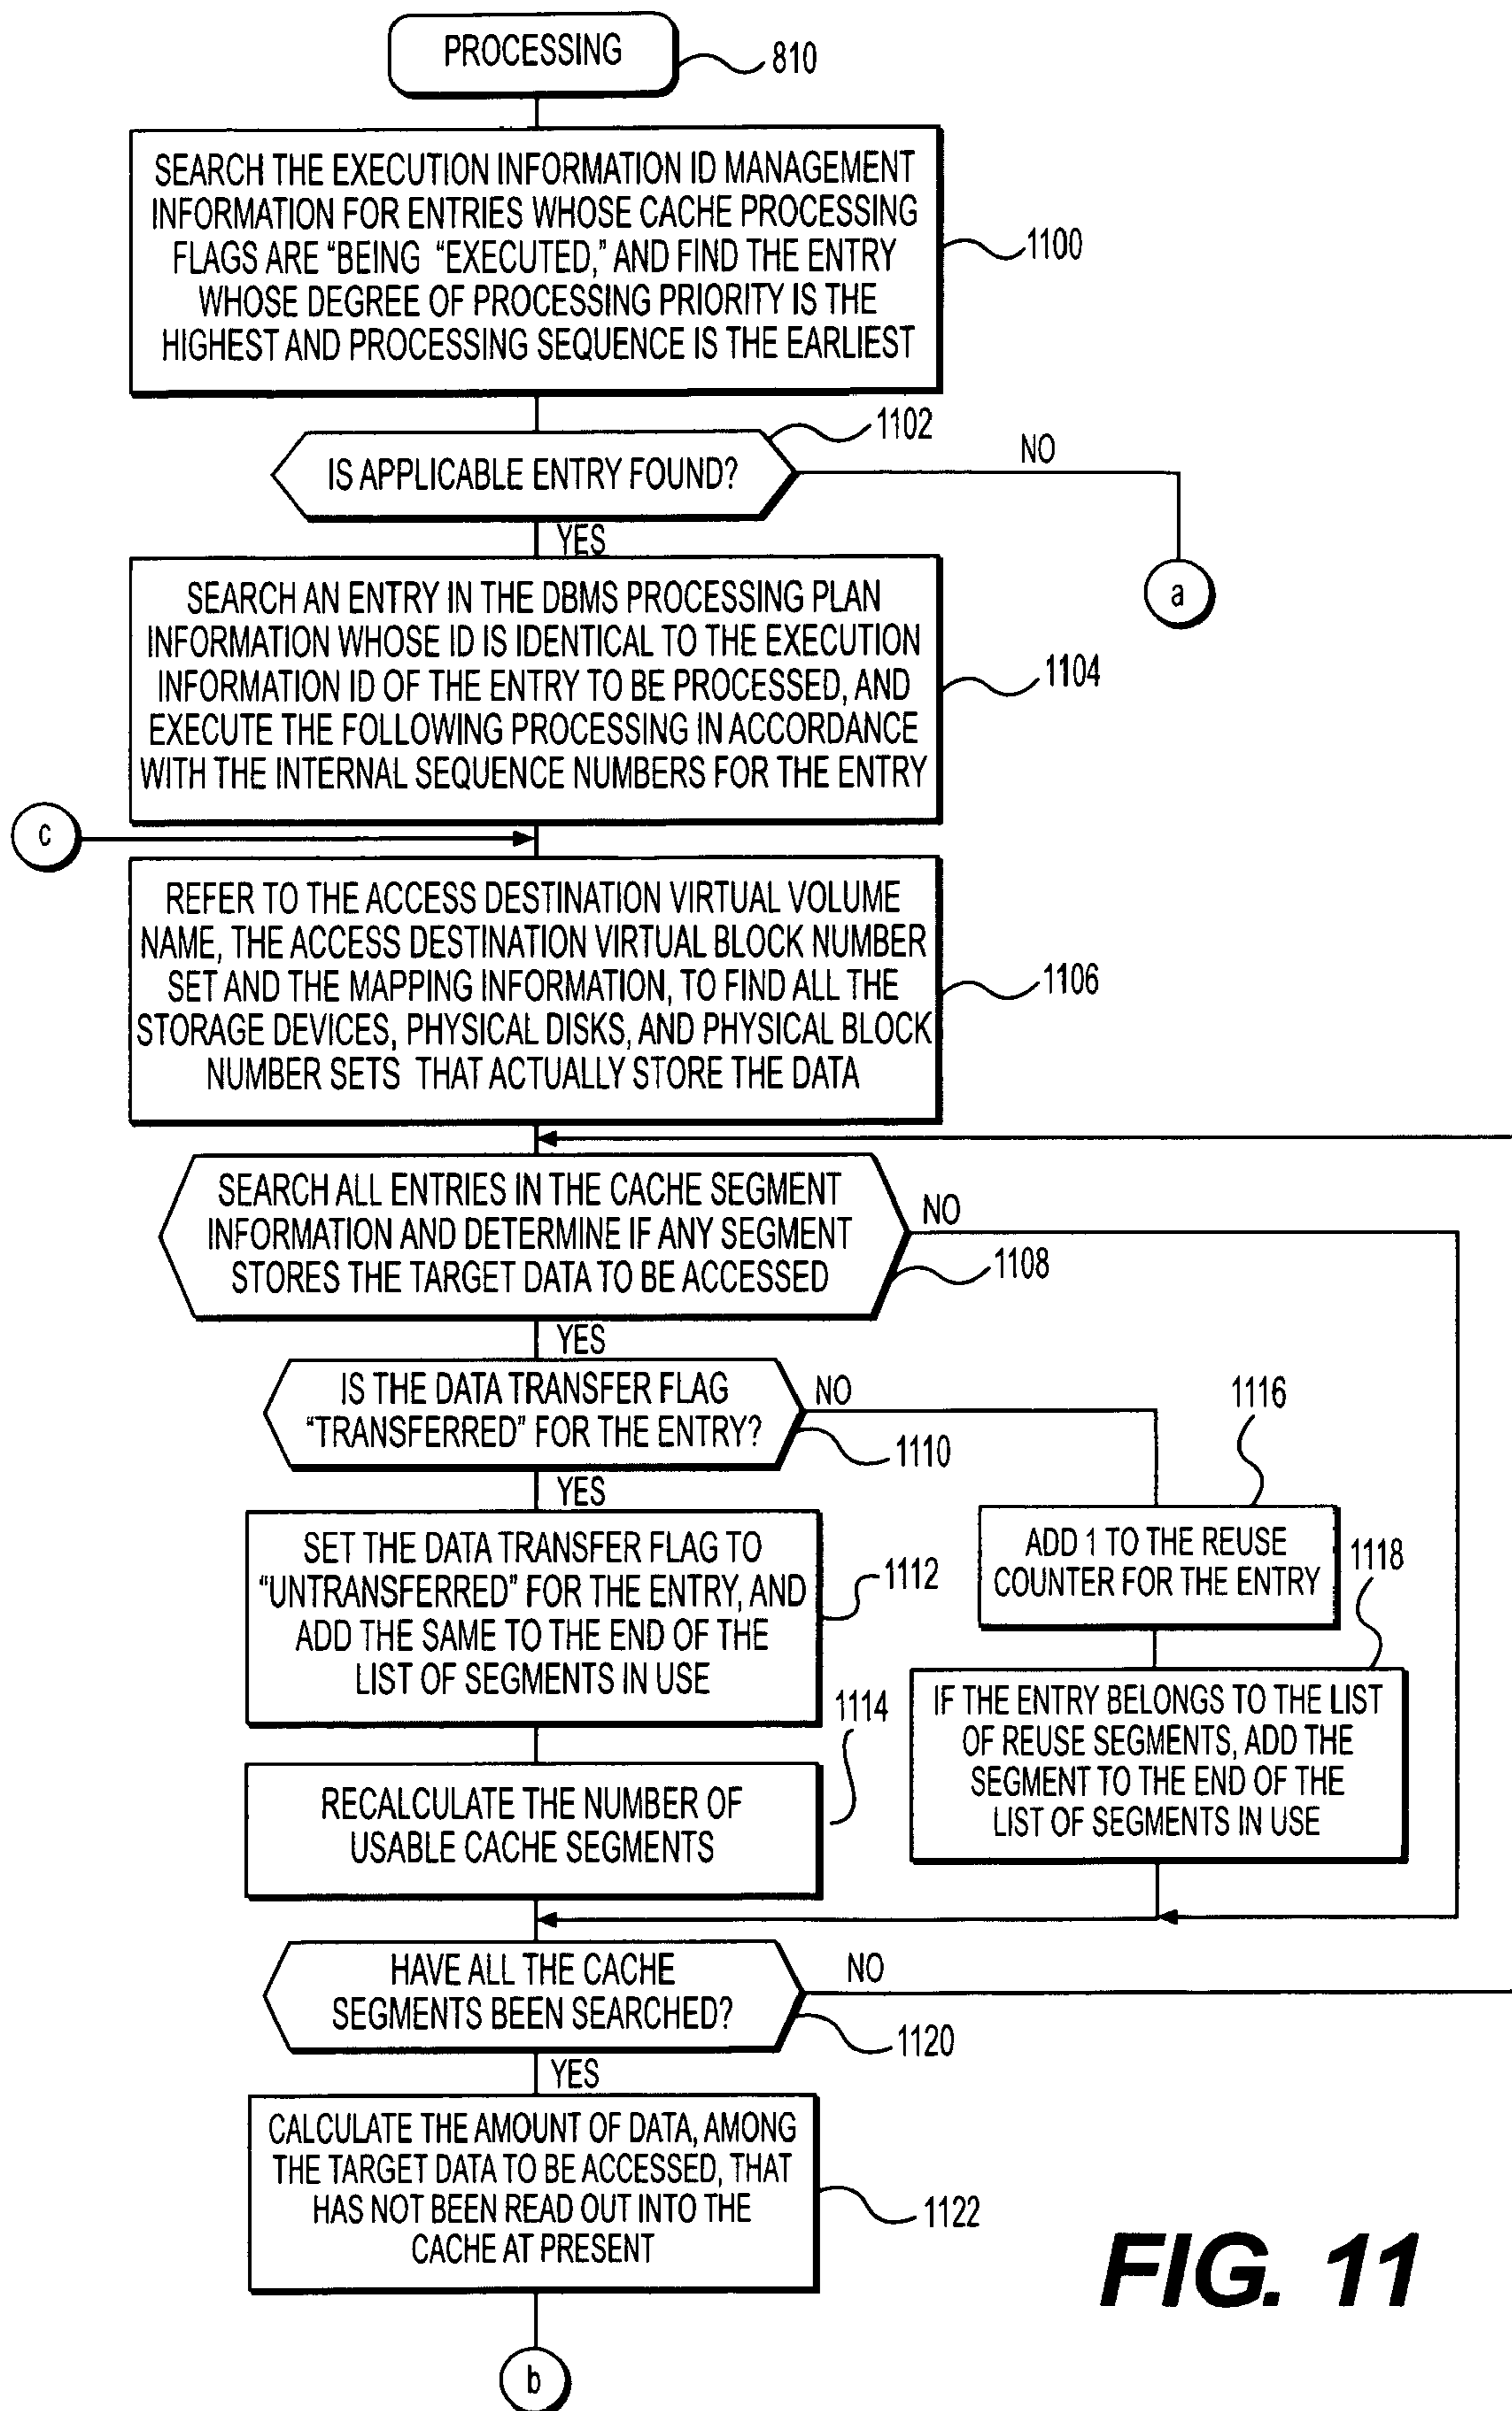 PROCESSING
810
SEARCH THE EXECUTION INFORMATION ID MANAGEMENT
INFORMATION FOR ENTRIES WHOSE CACHE PROCESSING
FLAGS ARE "BEING "EXECUTED," AND FIND THE ENTRY
WHOSE DEGREE OF PROCESSING PRIORITY IS THE
HIGHEST AND PROCESSING SEQUENCE IS THE EARLIEST
1100
1102
IS APPLICABLE ENTRY FOUND?
NO
YES
a
SEARCH AN ENTRY IN THE DBMS PROCESSING PLAN
INFORMATION WHOSE ID IS IDENTICAL TO THE EXECUTION
INFORMATION ID OF THE ENTRY TO BE PROCESSED, AND
EXECUTE THE FOLLOWING PROCESSING IN ACCORDANCE
WITH THE INTERNAL SEQUENCE NUMBERS FOR THE ENTRY
1104
c
REFER TO THE ACCESS DESTINATION VIRTUAL VOLUME
NAME, THE ACCESS DESTINATION VIRTUAL BLOCK NUMBER
SET AND THE MAPPING INFORMATION, TO FIND ALL THE
STORAGE DEVICES, PHYSICAL DISKS, AND PHYSICAL BLOCK
NUMBER SETS THAT ACTUALLY STORE THE DATA
1106
SEARCH ALL ENTRIES IN THE CACHE SEGMENT
INFORMATION AND DETERMINE IF ANY SEGMENT
STORES THE TARGET DATA TO BE ACCESSED
NO
1108
YES
IS THE DATA TRANSFER FLAG
"TRANSFERRED" FOR THE ENTRY?
NO
1110
YES
1116
ADD 1 TO THE REUSE
COUNTER FOR THE ENTRY
1118
SET THE DATA TRANSFER FLAG TO
"UNTRANSFERRED" FOR THE ENTRY, AND
ADD THE SAME TO THE END OF THE
LIST OF SEGMENTS IN USE
1112
IF THE ENTRY BELONGS TO THE LIST
OF REUSE SEGMENTS, ADD THE
SEGMENT TO THE END OF THE
LIST OF SEGMENTS IN USE
1114
RECALCULATE THE NUMBER OF
USABLE CACHE SEGMENTS
HAVE ALL THE CACHE
SEGMENTS BEEN SEARCHED?
NO
1120
YES
CALCULATE THE AMOUNT OF DATA, AMONG
THE TARGET DATA TO BE ACCESSED, THAT
HAS NOT BEEN READ OUT INTO THE
CACHE AT PRESENT
1122
b
FIG. 11